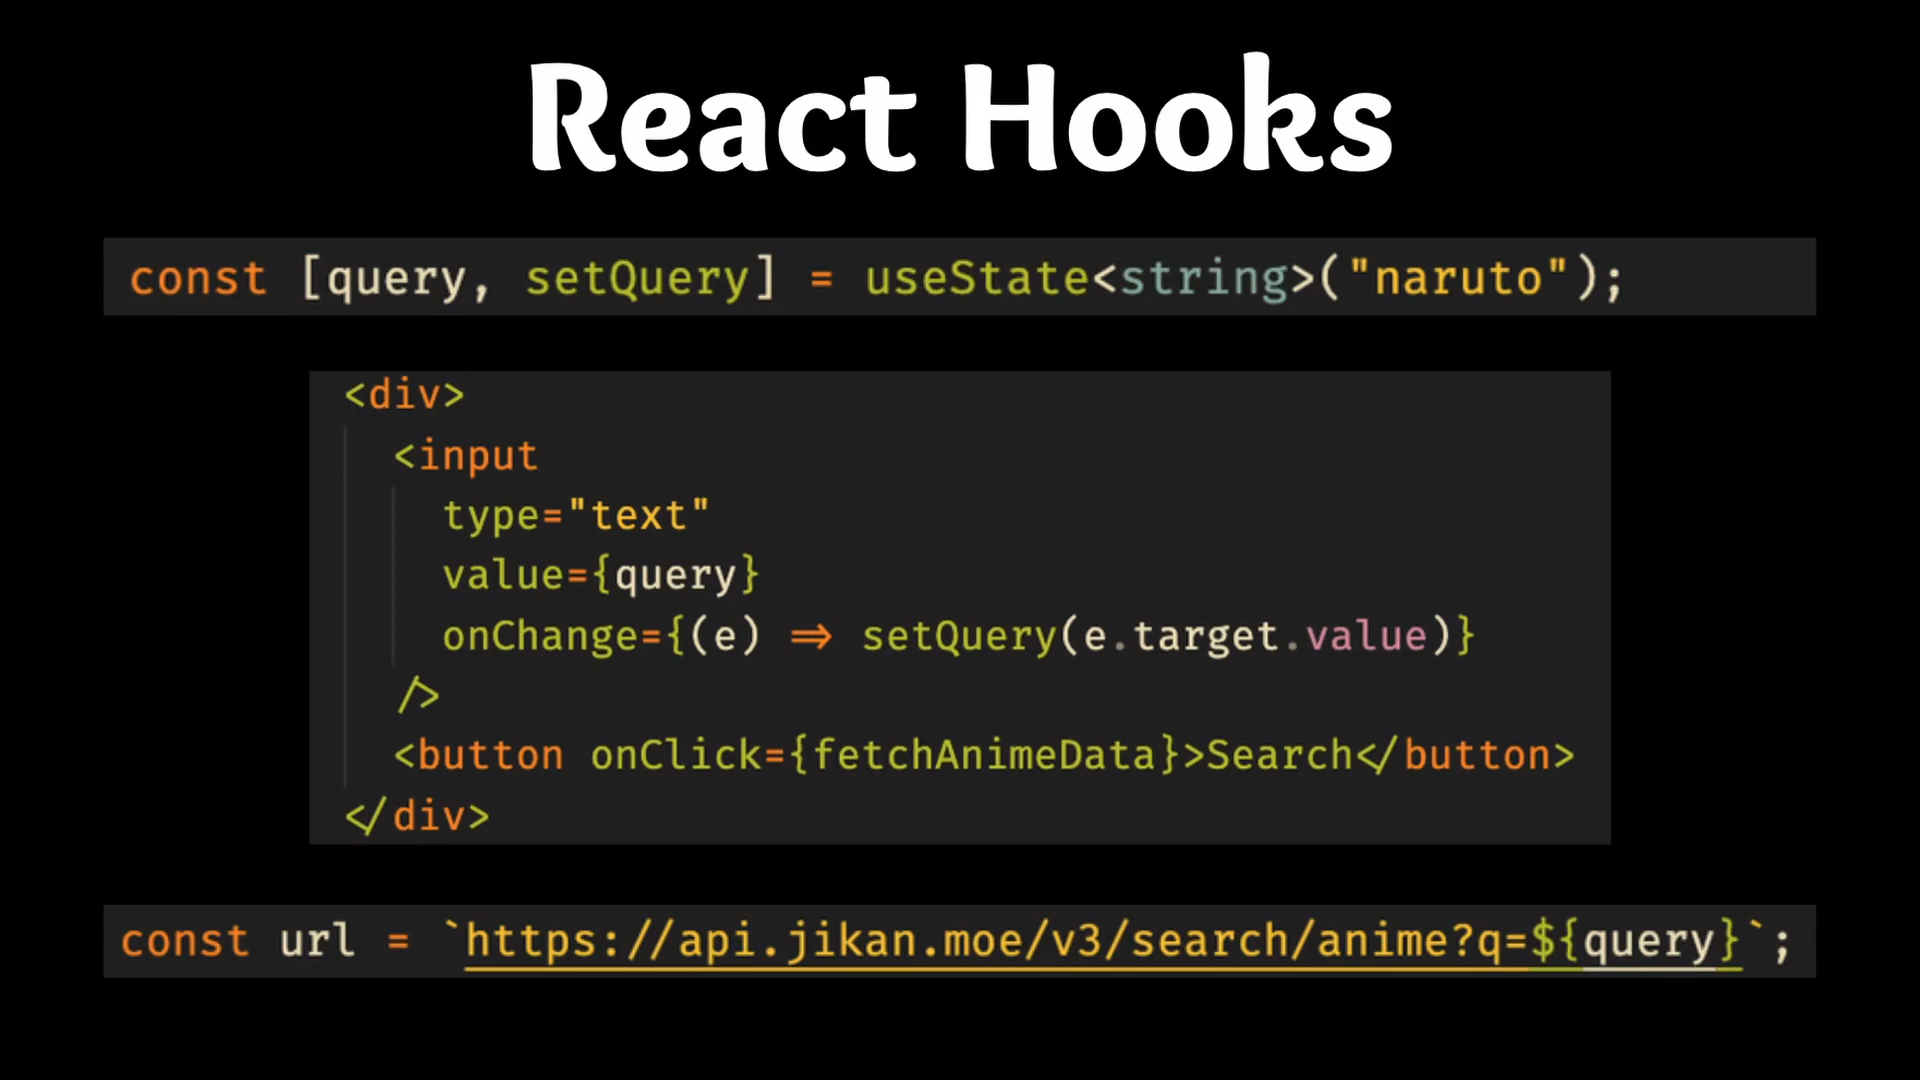 React Hooks
const [query, setQuery] = useState<string>("naruto");
<div>
<input
type="text"
value={query}
onChange={(e) => setQuery(e.target.value)}
/>
<button onClick={fetchAnimeData}>Search</button>
</div>
const url = `https://api.jikan.moe/v3/search/anime?q=${query}`;